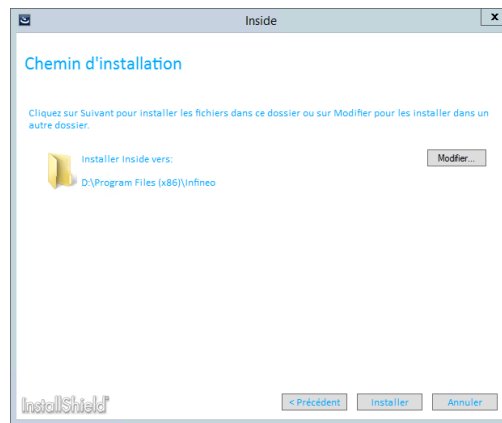 Inside
x
Chemin d'installation
Cliquez sur Suivant pour installer les fichiers dans ce dossier ou sur Modifier pour les installer dans un
autre dossier.
Installer Inside vers:
Modifier...
D:\Program Files (x86)\Infineo
InstallShield
< Précédent
Installer
Annuler